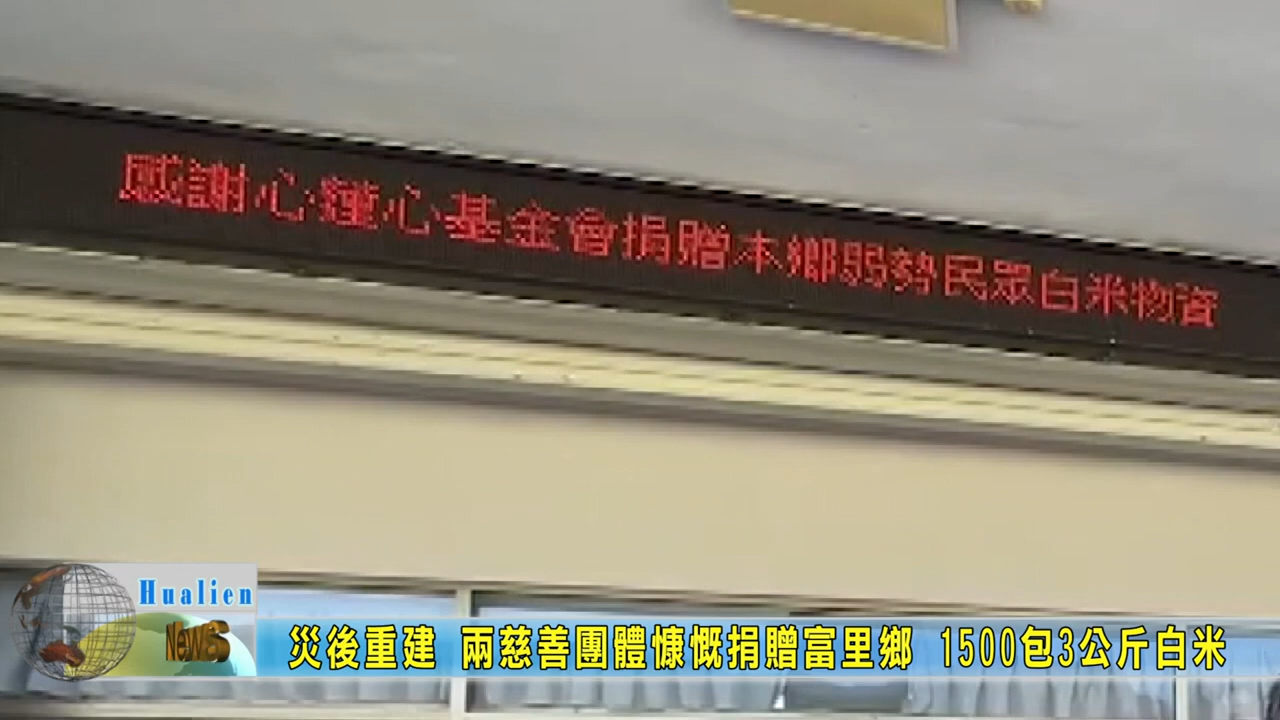 感謝心鍾心基金會捐贈本鄉弱勢民眾白米物資
Hualien
News
災後重建 兩慈善團體慷慨捐贈富里鄉 1500包3公斤白米